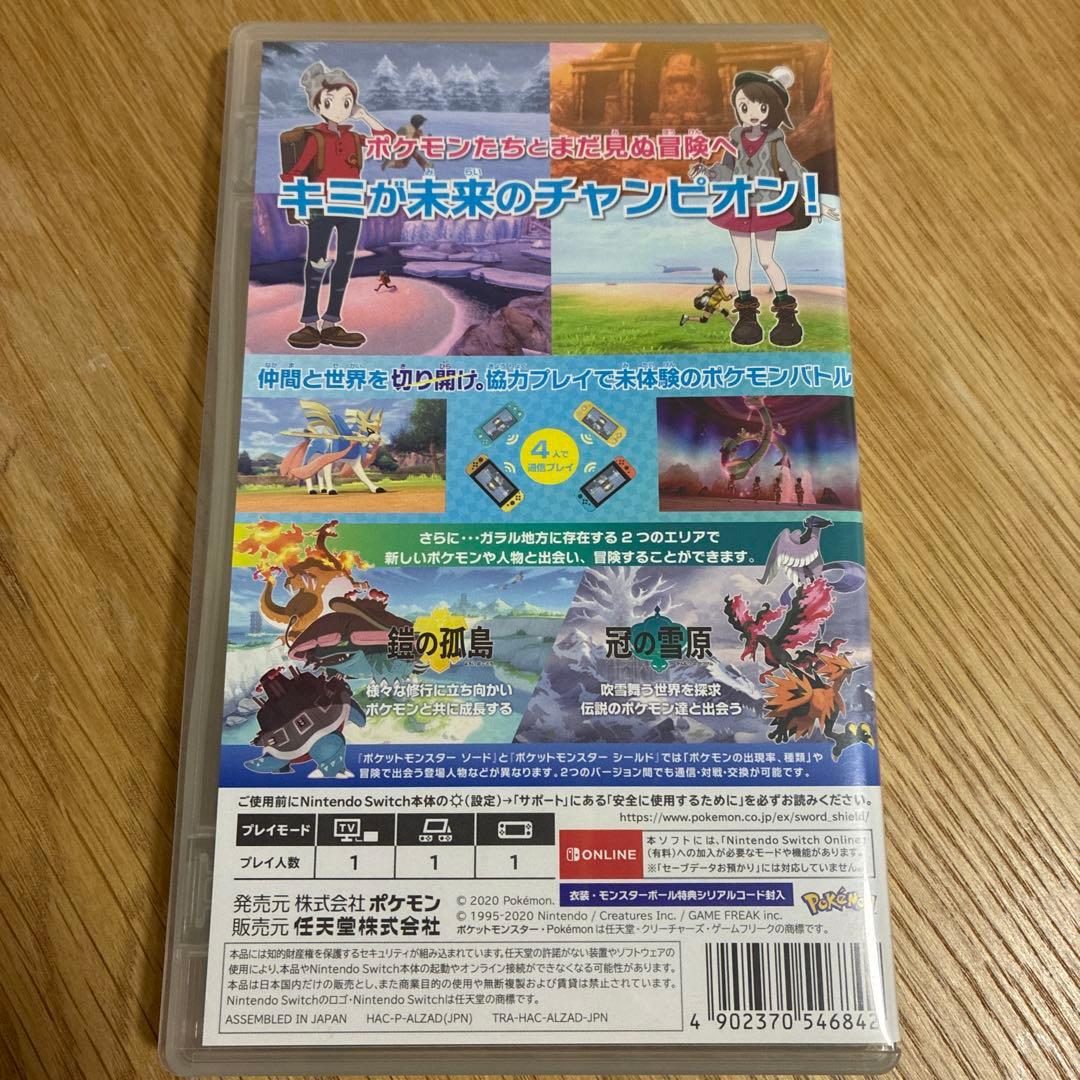 ポケモンたちとまだ見ぬ冒険へ
キミが未来のチャンピオン！
仲間と世界を切り開け。協力プレイで未体験のポケモンバトル
4人で
通信プレイ
さらに・・・ガラル地方に存在する2つのエリアで
新しいポケモンや人物と出会い、冒険することができます。
鎧の孤島
様々な修行に立ち向かい
ポケモンと共に成長する
冠の雪原
吹雪舞う世界を探求
伝説のポケモン達と出会う
『ポケットモンスター ソード』と『ポケットモンスター シールド』では「ポケモンの出現率、種類」や
冒険で出会う登場人物などが異なります。2つのバージョン間でも通信・対戦・交換が可能です。
ご使用前にNintendo Switch本体の(設定)→「サポート」にある「安全に使用するために」を必ずお読みください。
https://www.pokemon.co.jp/ex/sword_shield/
プレイモード TV
プレイ人数 1 1 1
ONLINE
本ソフトには、「Nintendo Switch Online」
(有料)への加入が必要なモードや機能があります。
※「セーブデータお預かり」には対応していません。
衣装・モンスターボール特典シリアルコード封入
Pokémon
発売元 株式会社ポケモン
販売元 任天堂株式会社
© 2020 Pokémon.
© 1995-2020 Nintendo / Creatures Inc. / GAME FREAK inc.
ポケットモンスター・Pokémonは任天堂・クリーチャーズ・ゲームフリークの商標です。
本品には知的財産権を保護するセキュリティが組み込まれています。任天堂の許諾がない装置やソフトウェアの
使用により、本品やNintendo Switch本体の起動やオンライン接続ができなくなる可能性があります。
本品は日本国内だけの販売とし、また商業目的の使用や無断複製および賃貸は禁止されています。
Nintendo Switchのロゴ・Nintendo Switchは任天堂の商標です。
ASSEMBLED IN JAPAN HAC-P-ALZAD(JPN) TRA-HAC-ALZAD-JPN
4 902370 546842